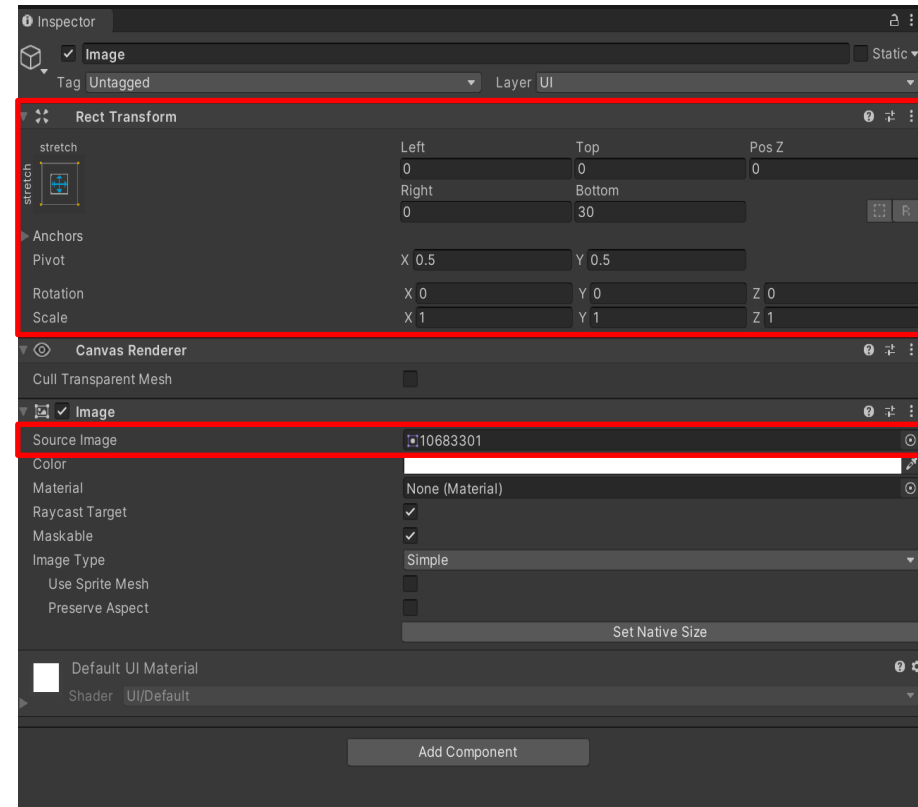 Inspector
Image Static
Tag Untagged Layer UI
Rect Transform
stretch Left Top Pos Z
stretch 0 0 0
Right Bottom
0 30 R
Anchors
Pivot X 0.5 Y 0.5
Rotation X 0 Y 0 Z 0
Scale X 1 Y 1 Z 1
Canvas Renderer
Cull Transparent Mesh
Image
Source Image 10683301
Color
Material None (Material)
Raycast Target
Maskable
Image Type Simple
Use Sprite Mesh
Preserve Aspect
Set Native Size
Default UI Material
Shader UI/Default
Add Component